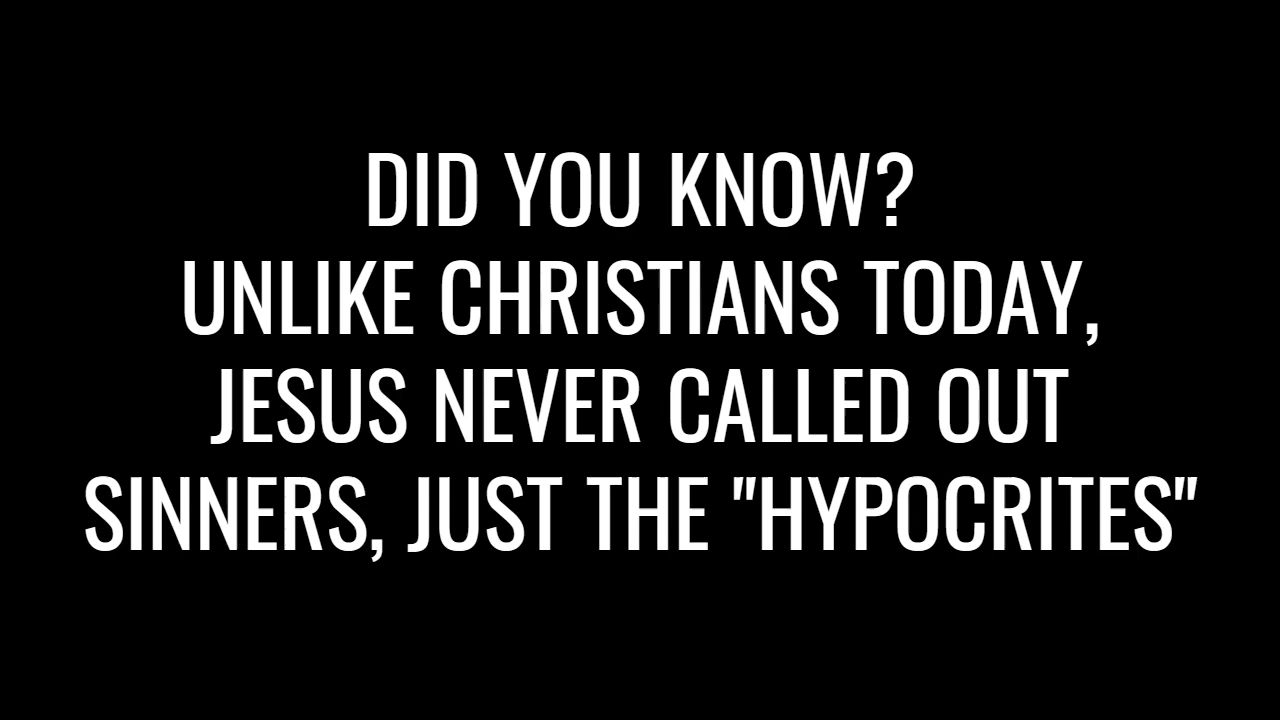 DID YOU KNOW?
UNLIKE CHRISTIANS TODAY,
JESUS NEVER CALLED OUT
SINNERS, JUST THE "HYPOCRITES"